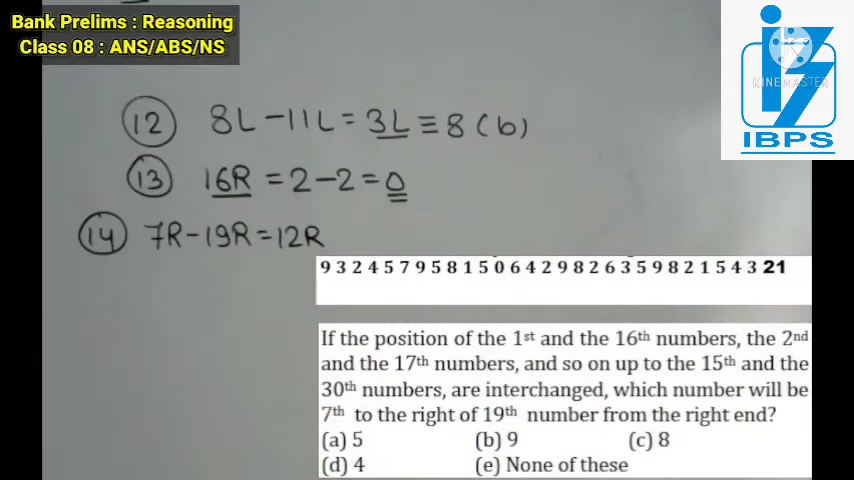 Bank Prelims : Reasoning
Class 08 : ANS/ABS/NS
KINEMASTER
IBPS
12 8L - 11L = 3L ≡ 8 (b)
13 16R = 2 - 2 = 0
14 7R - 19R = 12R
9 3 2 4 5 7 9 5 8 1 5 0 6 4 2 9 8 2 6 3 5 9 8 2 1 5 4 3 21
If the position of the 1st and the 16th numbers, the 2nd
and the 17th numbers, and so on up to the 15th and the
30th numbers, are interchanged, which number will be
7th to the right of 19th number from the right end?
(a) 5 (b) 9 (c) 8
(d) 4 (e) None of these